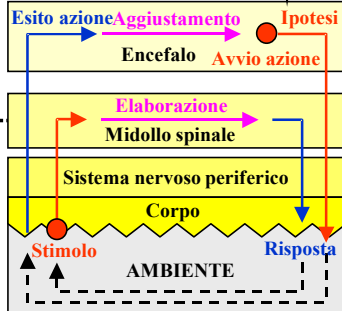 Esito azione
Aggiustamento
Ipotesi
Avvio azione
Encefalo
Elaborazione
Midollo spinale
Sistema nervoso periferico
Corpo
Stimolo
Risposta
AMBIENTE